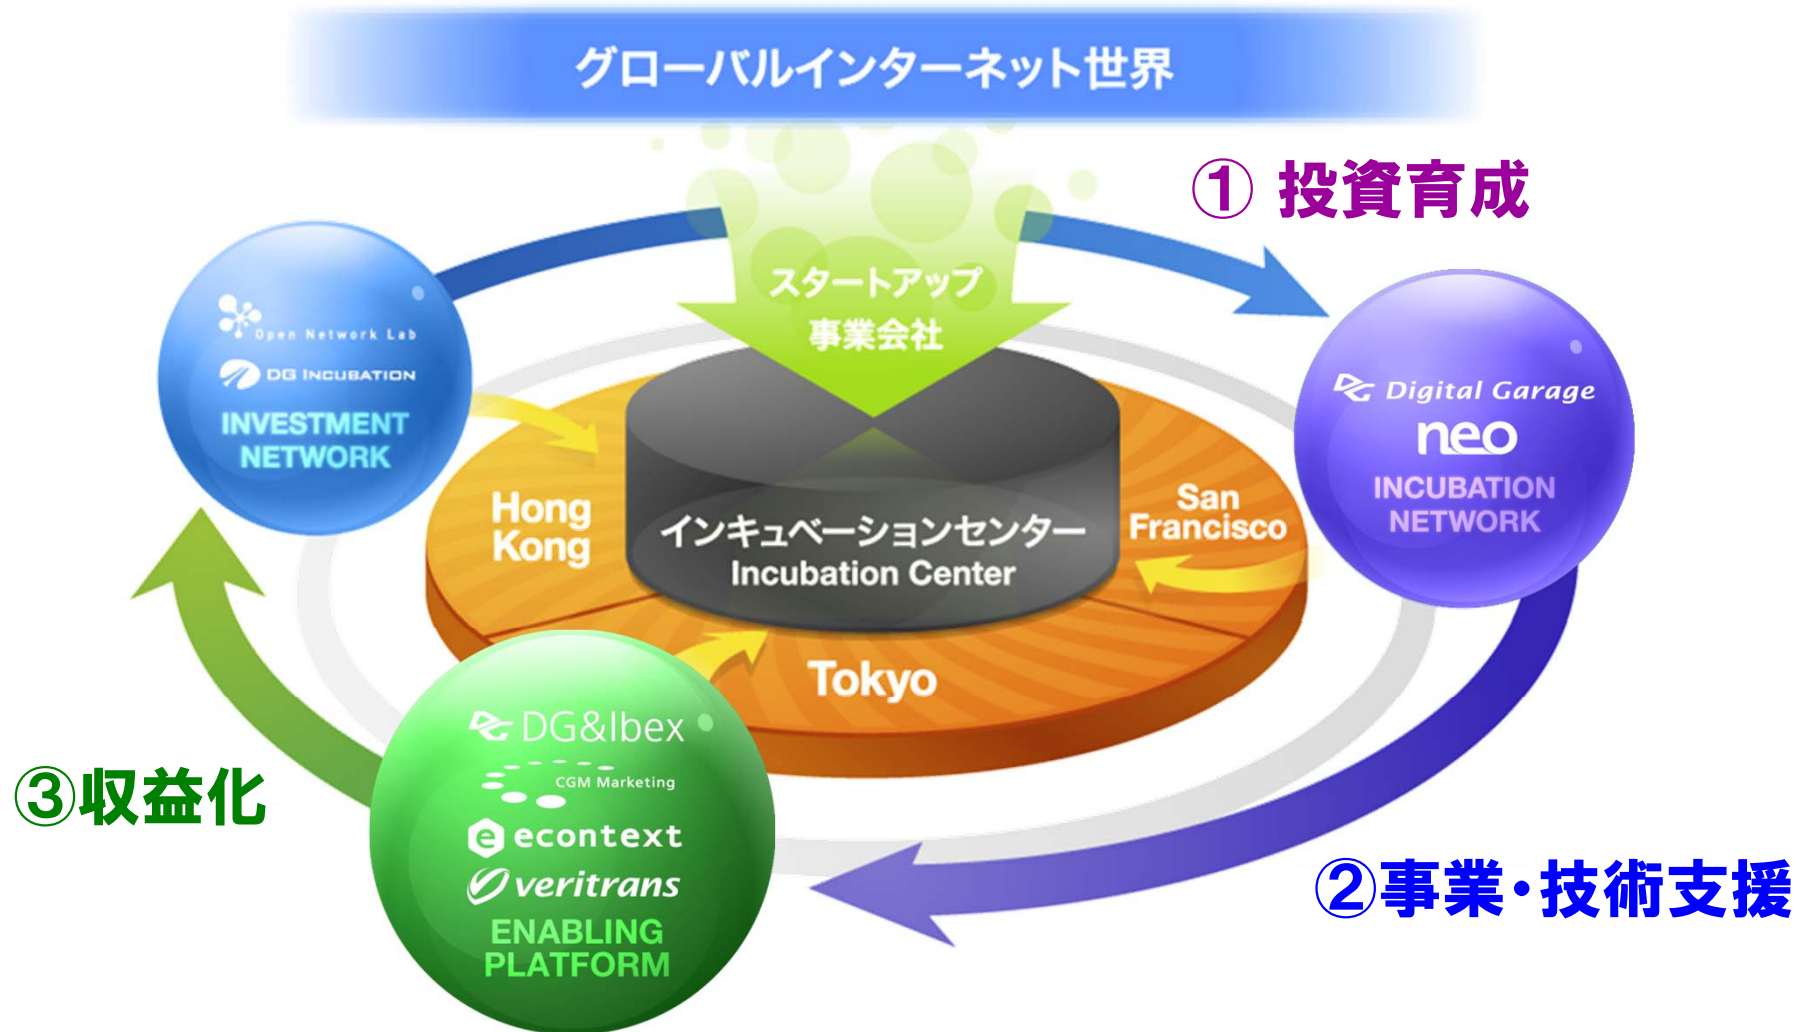 グローバルインターネット世界
① 投資育成
スタートアップ
事業会社
Open Network Lab
DG INCUBATION
INVESTMENT
NETWORK
Digital Garage
neo
INCUBATION
NETWORK
Hong
Kong
San
Francisco
インキュベーションセンター
Incubation Center
Tokyo
DG&Ibex
CGM Marketing
e econtext
veritrans
ENABLING
PLATFORM
③収益化
②事業・技術支援